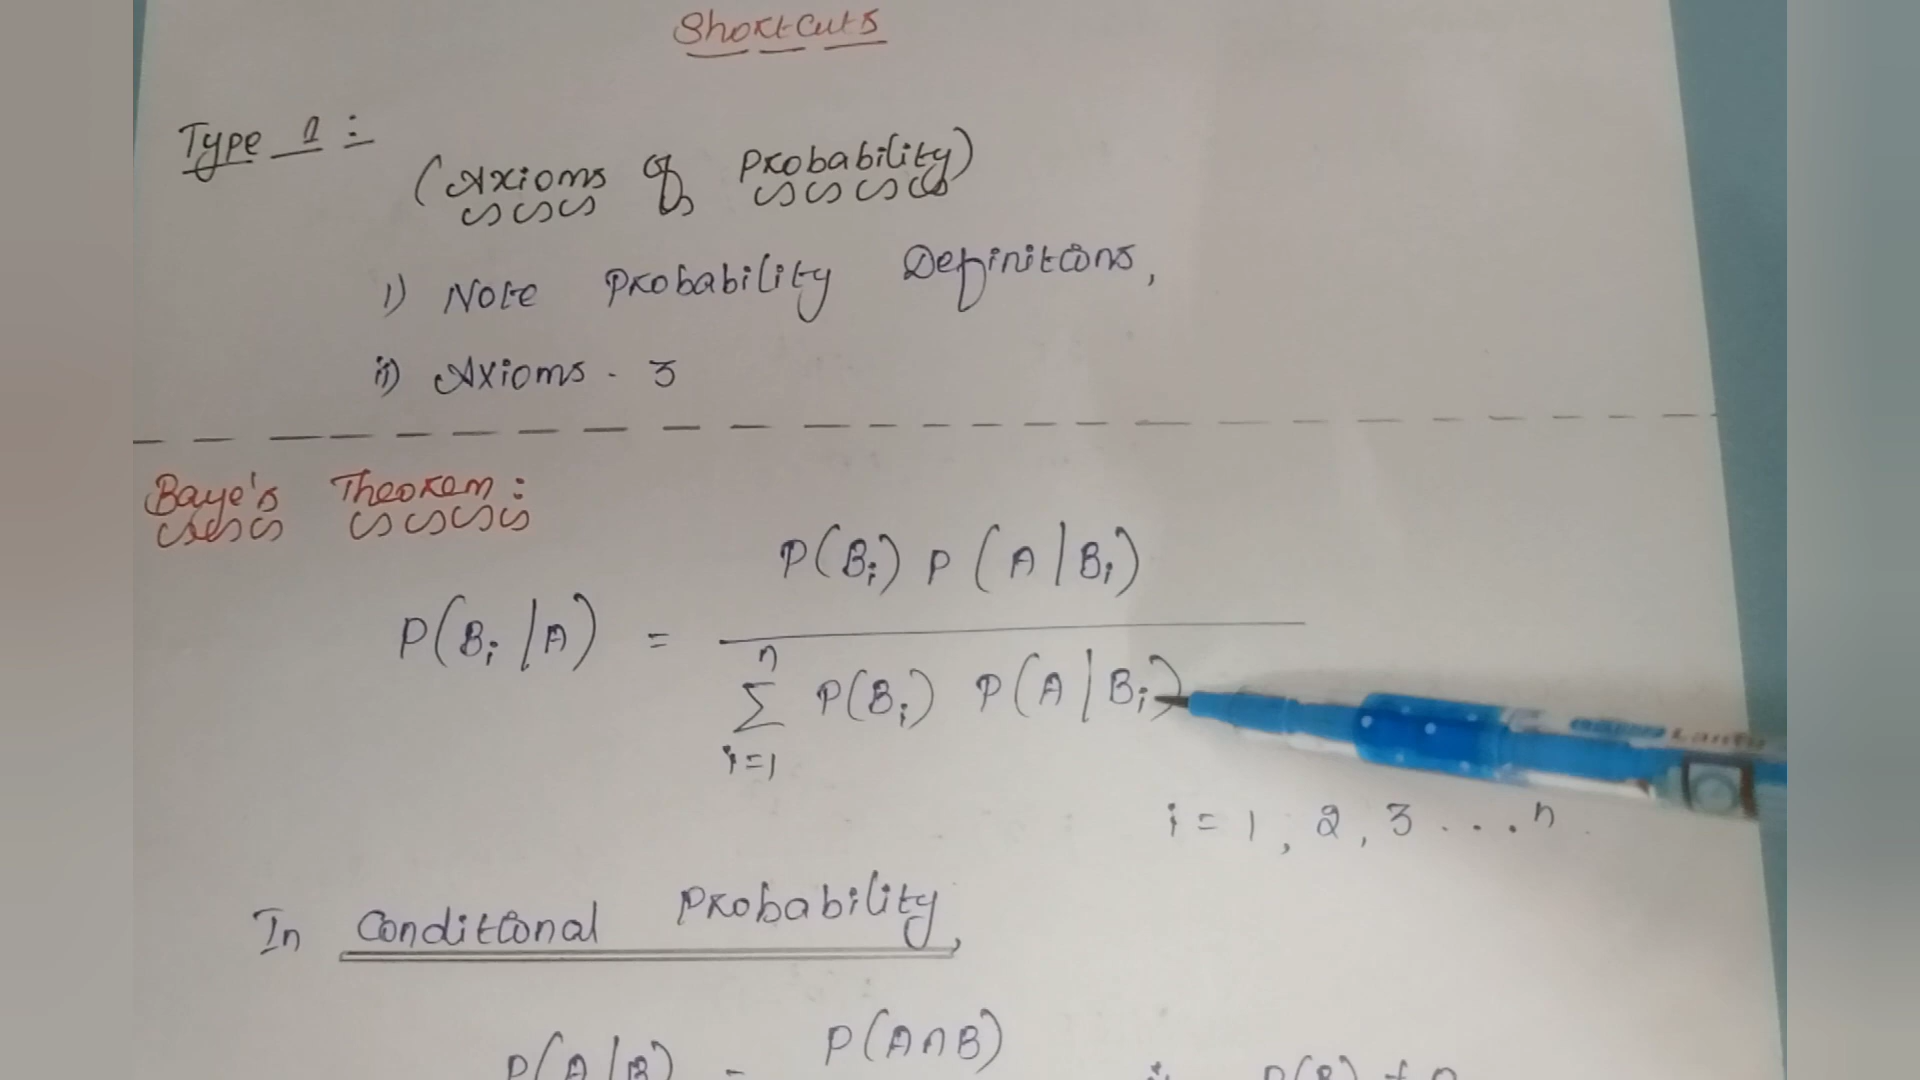 Shortcuts
Type 1:
(Axioms of Probability)
i) Note Probability Definitions,
ii) Axioms - 3
Baye's Theorem:
P(Bi) P(A|Bi)
P(Bi/A) =
n
Σ P(Bi) P(A|Bi)
i=1
i = 1, 2, 3 .... n
In Conditional Probability,
P(A∩B)
P(A/B) =